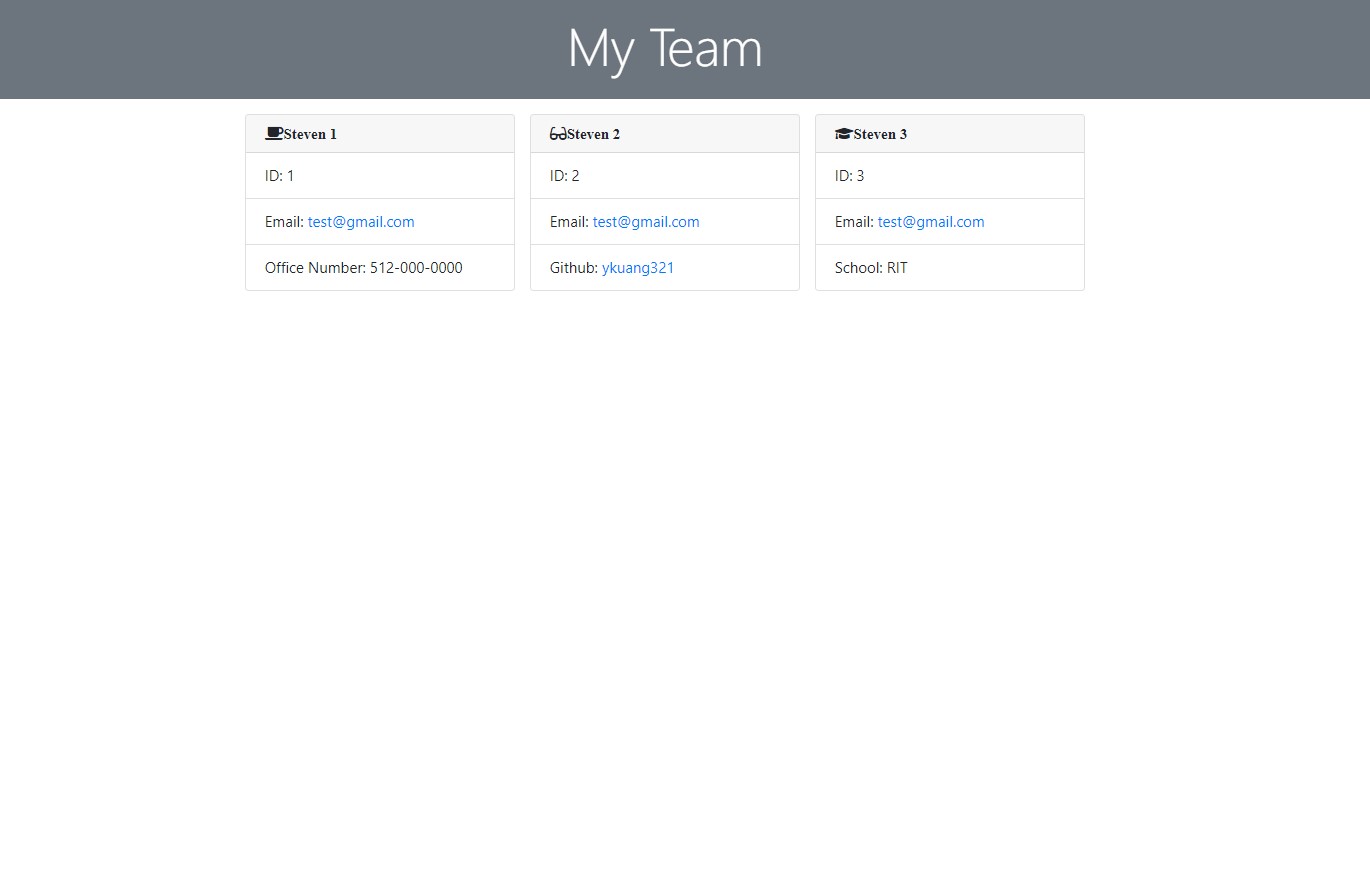 My Team
Steven 1
ID: 1
Email: test@gmail.com
Office Number: 512-000-0000
Steven 2
ID: 2
Email: test@gmail.com
Github: ykuang321
Steven 3
ID: 3
Email: test@gmail.com
School: RIT